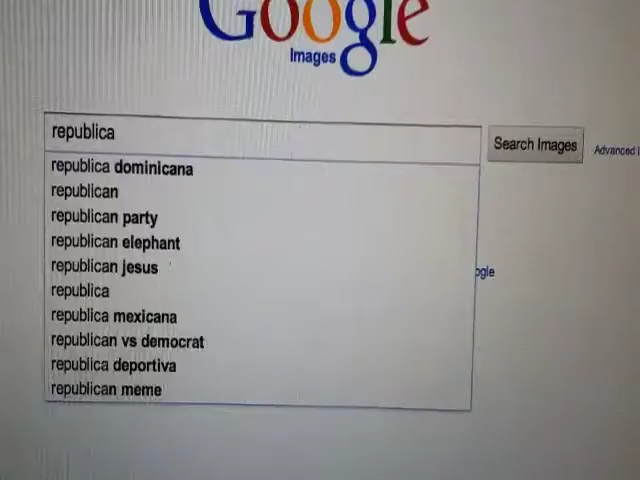 Google
Images
republica
Search Images
Advanced
republica dominicana
republican
republican party
republican elephant
republican jesus
republica
republica mexicana
republican vs democrat
republica deportiva
republican meme
ogle